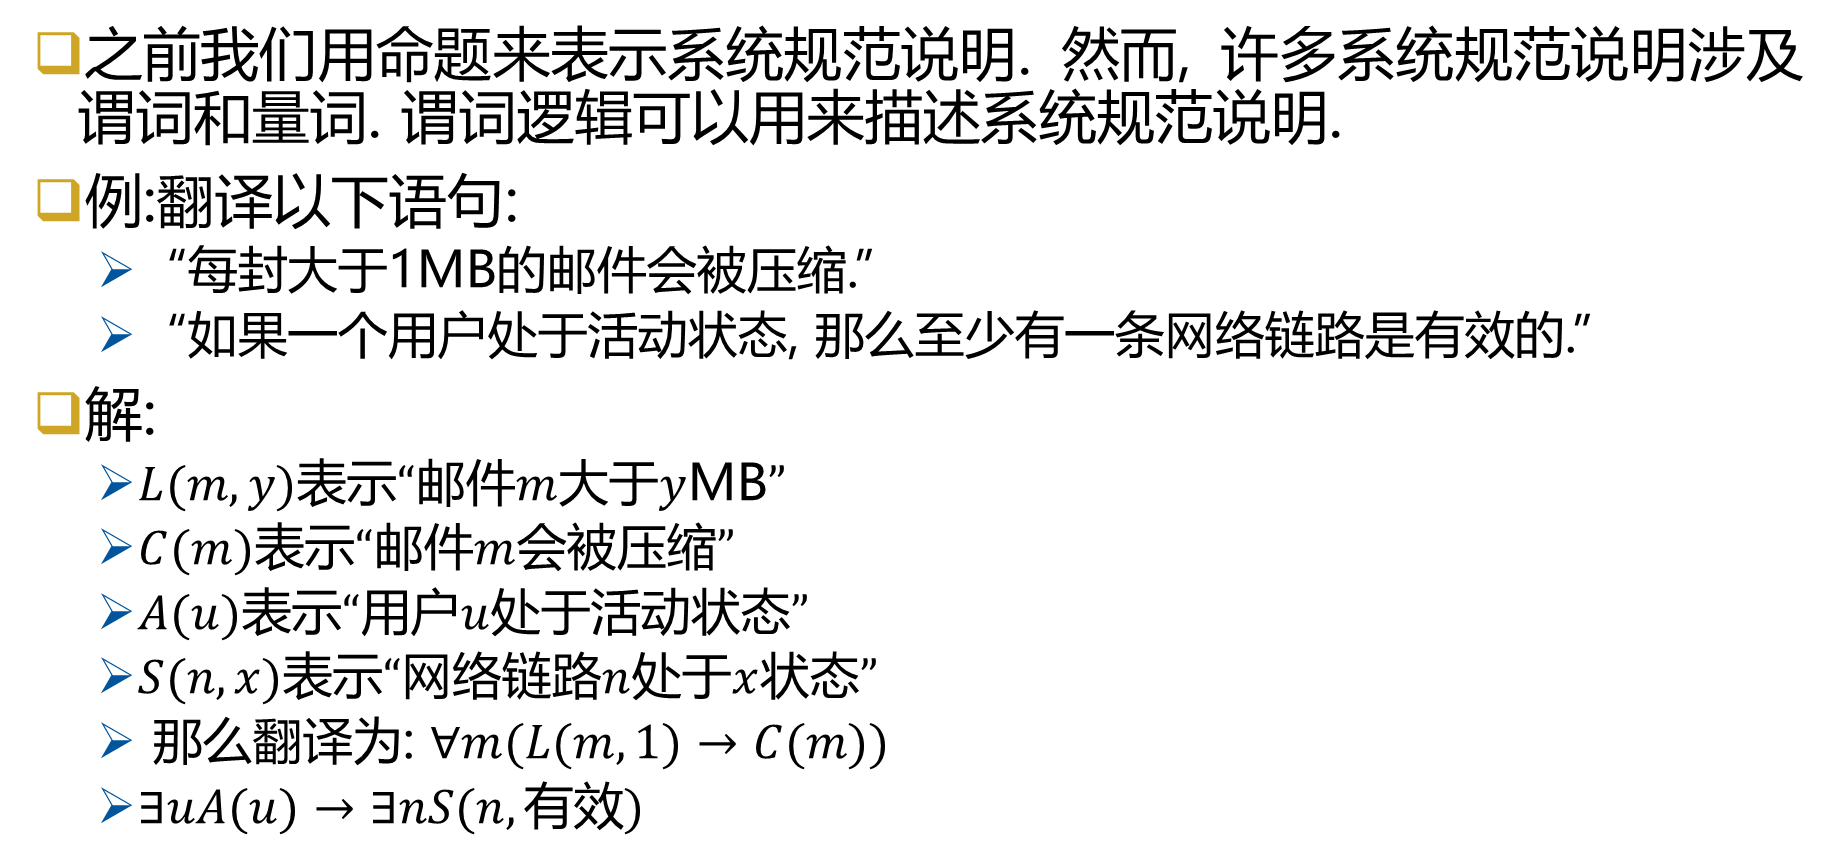 之前我们用命题来表示系统规范说明. 然而, 许多系统规范说明涉及
谓词和量词. 谓词逻辑可以用来描述系统规范说明.
例:翻译以下语句:
“每封大于1MB的邮件会被压缩.”
“如果一个用户处于活动状态, 那么至少有一条网络链路是有效的.”
解:
L(m, y)表示“邮件m大于yMB”
C(m)表示“邮件m会被压缩”
A(u)表示“用户u处于活动状态”
S(n, x)表示“网络链路n处于x状态”
那么翻译为: ∀m(L(m, 1) → C(m))
∃uA(u) → ∃nS(n, 有效)